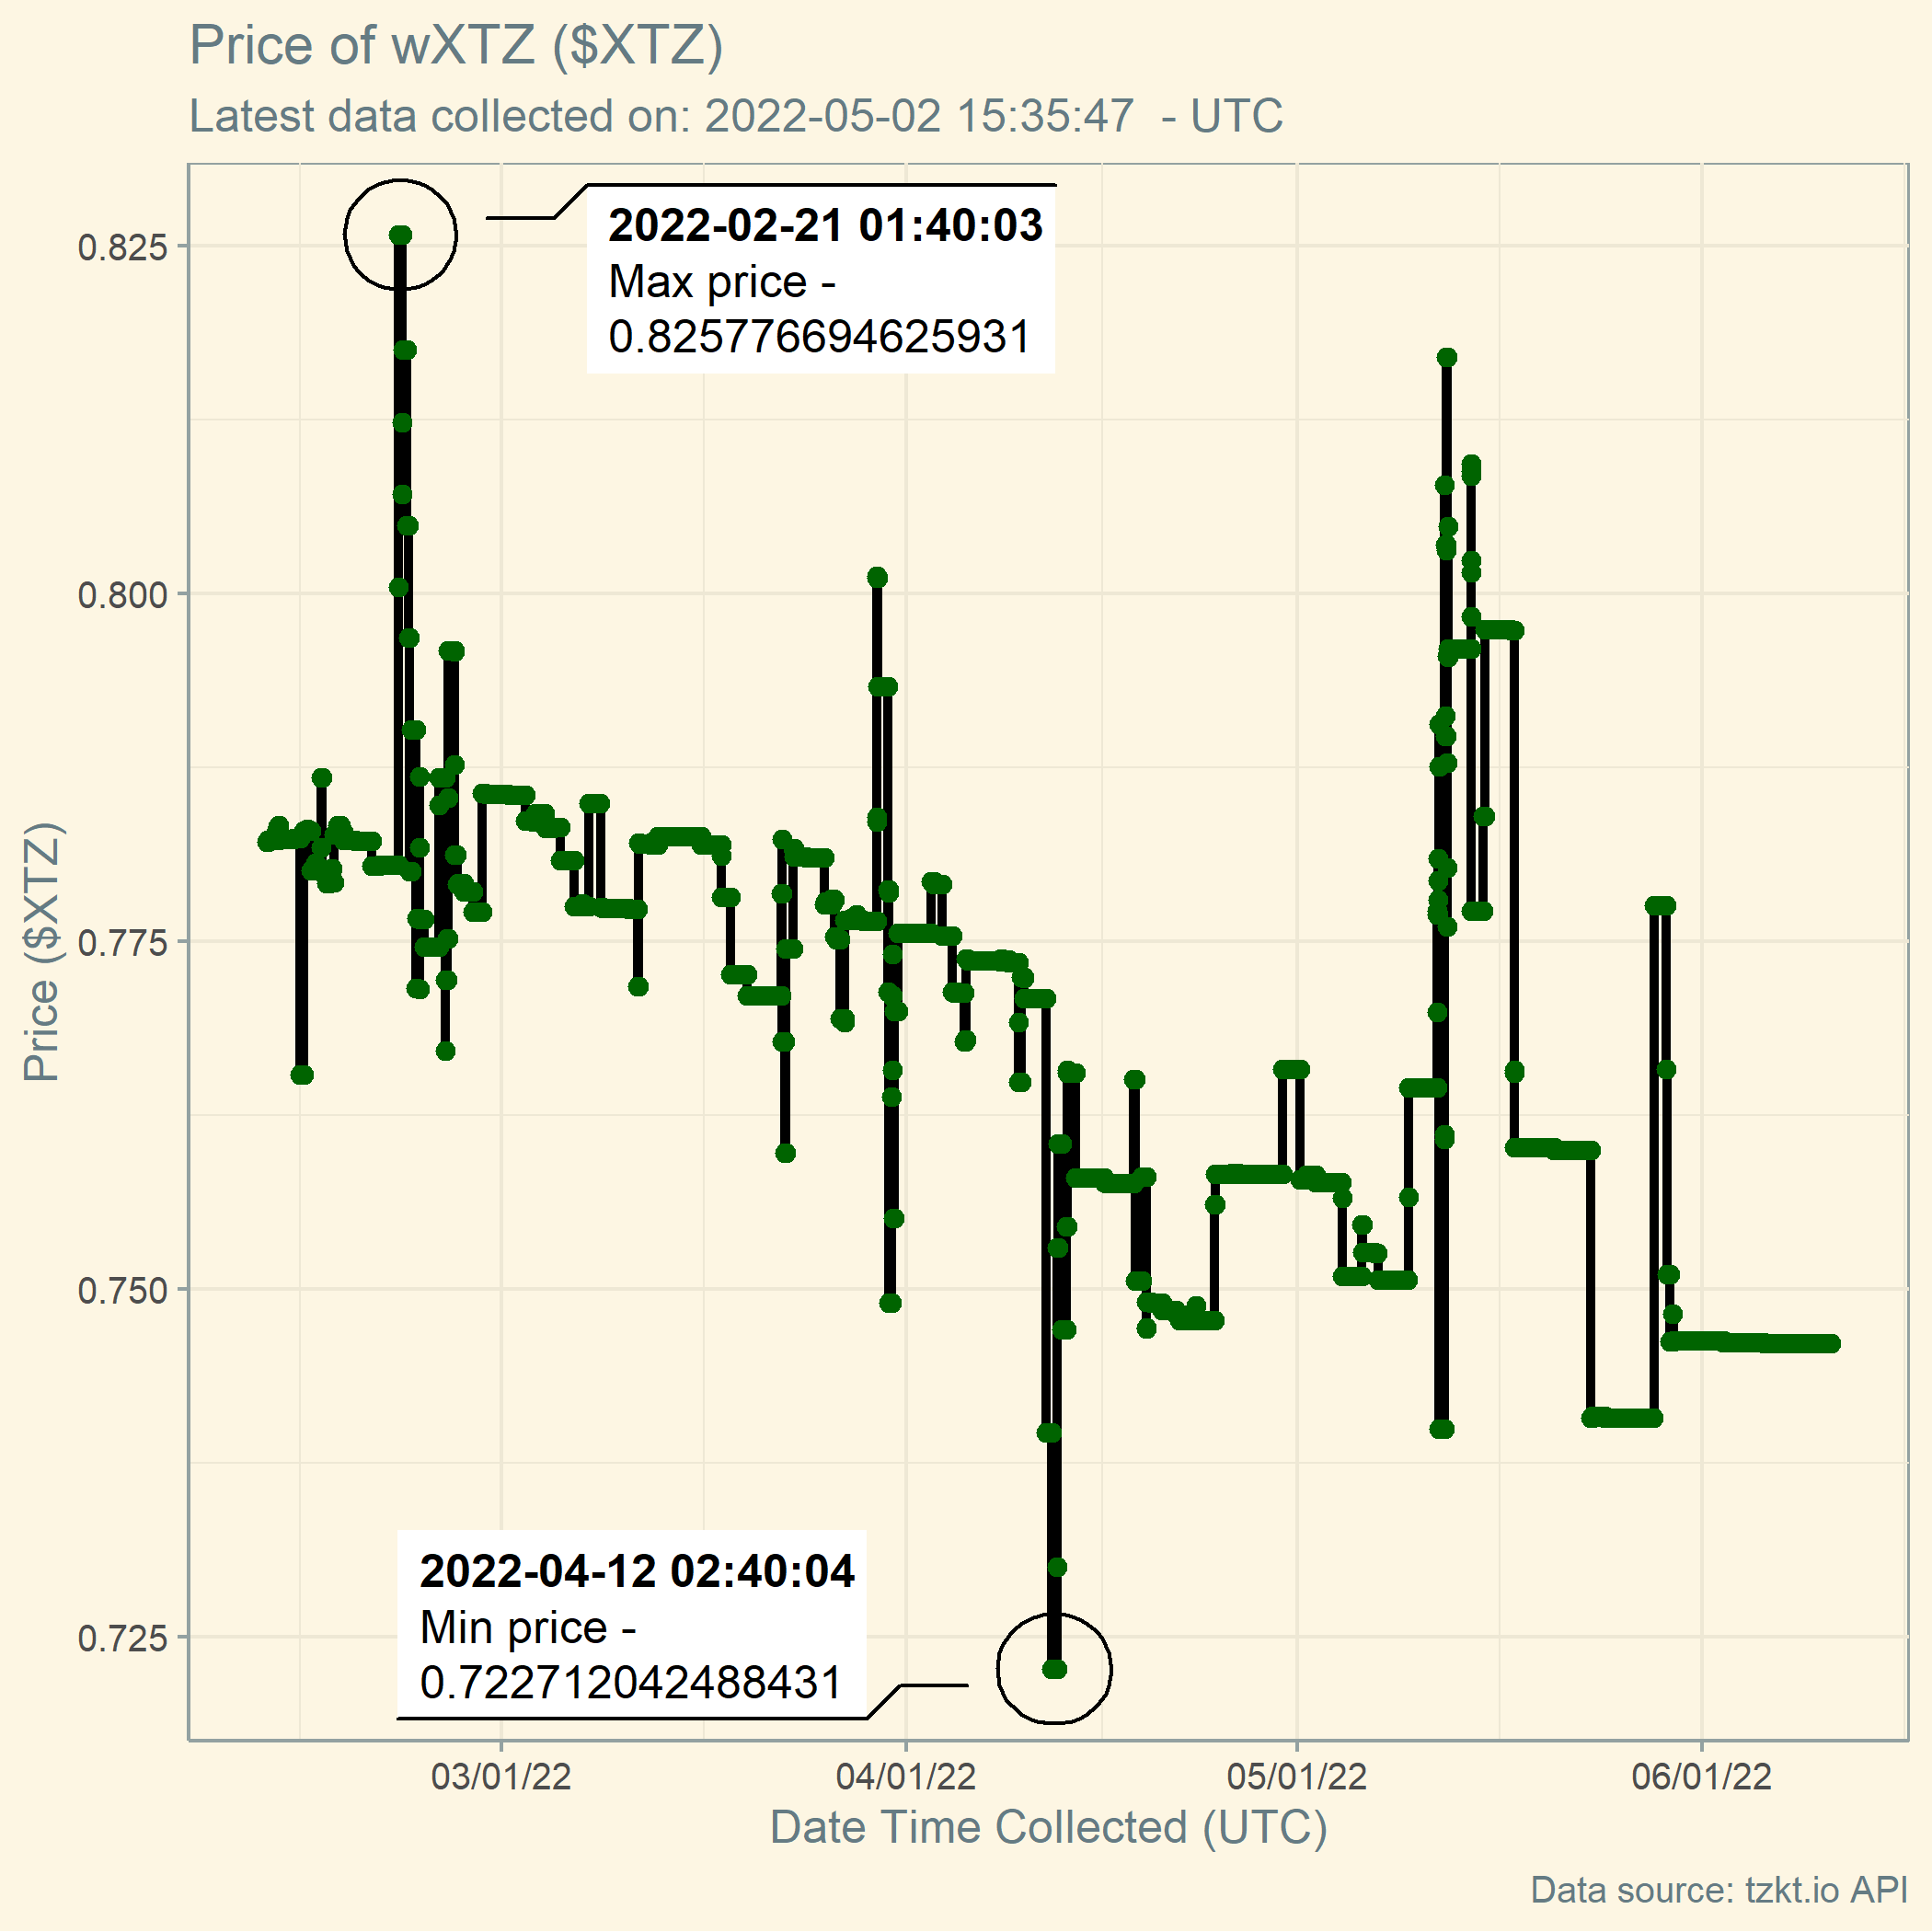 Price of wXTZ ($XTZ)
Latest data collected on: 2022-05-02 15:35:47  - UTC
2022-02-21 01:40:03
Max price -
0.825776694625931
0.825
0.800
0.775
0.750
0.725
Price ($XTZ)
2022-04-12 02:40:04
Min price -
0.722712042488431
03/01/22
04/01/22
05/01/22
06/01/22
Date Time Collected (UTC)
Data source: tzkt.io API